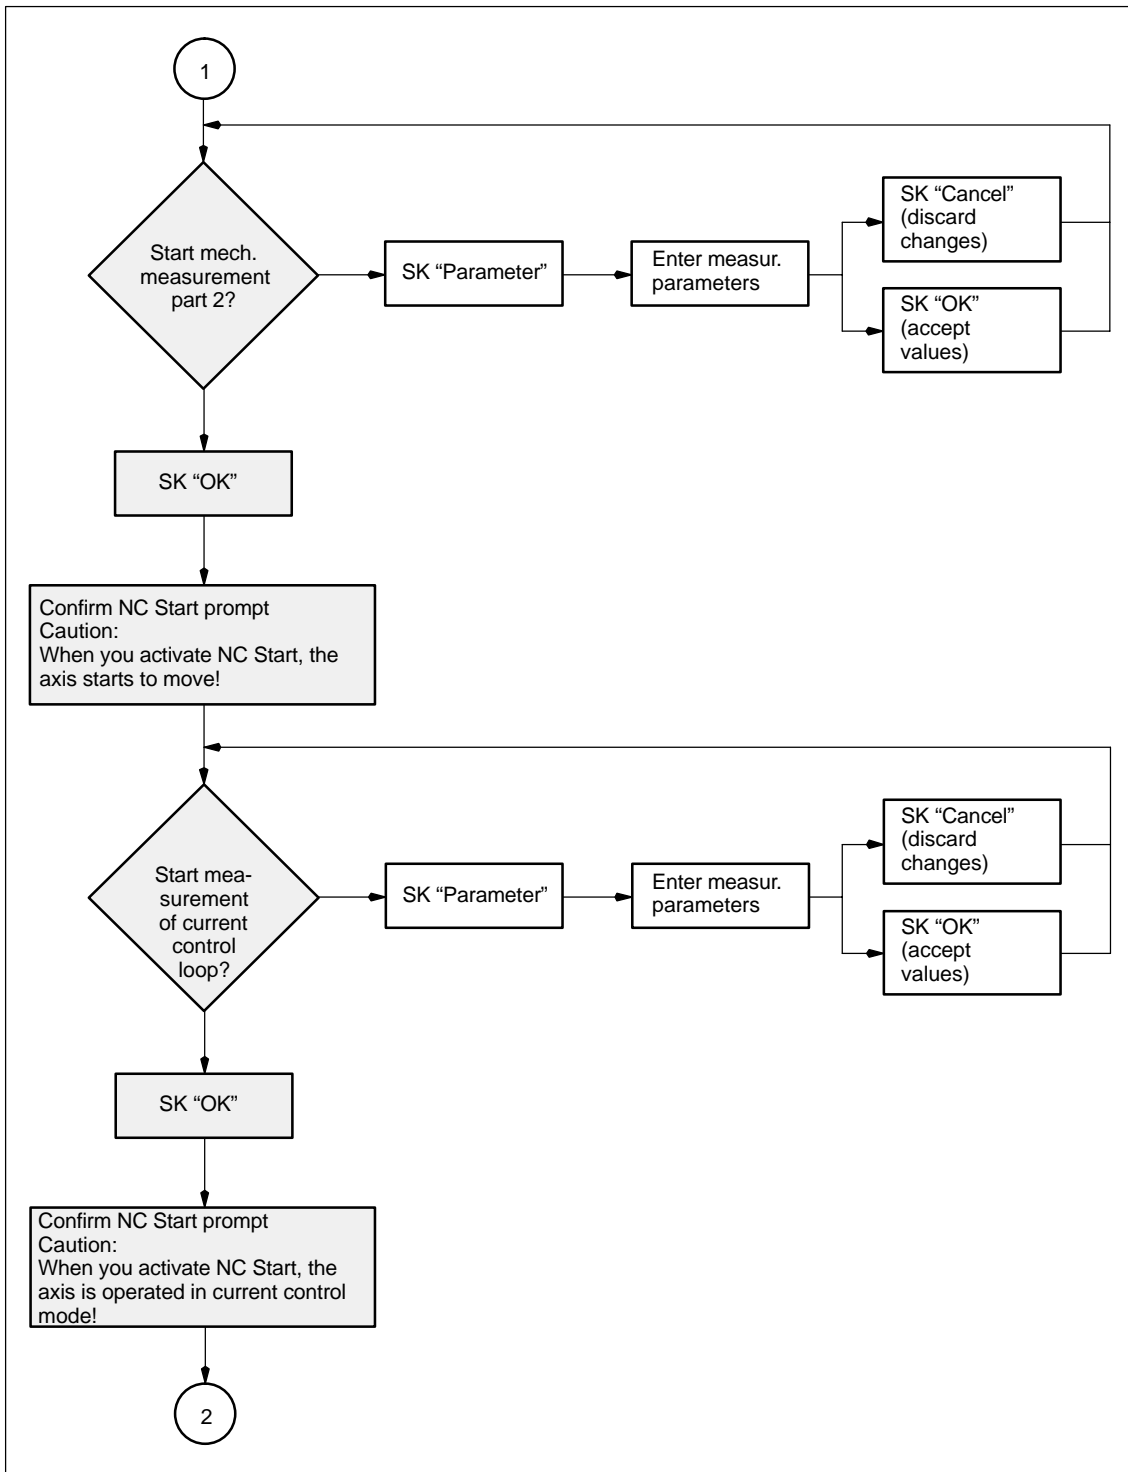 1
Start mech.
measurement
part 2?
SK “Parameter”
Enter measur.
parameters
SK “Cancel”
(discard
changes)
SK “OK”
(accept
values)
SK “OK”
Confirm NC Start prompt
Caution:
When you activate NC Start, the
axis starts to move!
Start mea-
surement
of current
control
loop?
SK “Parameter”
Enter measur.
parameters
SK “Cancel”
(discard
changes)
SK “OK”
(accept
values)
SK “OK”
Confirm NC Start prompt
Caution:
When you activate NC Start, the
axis is operated in current control
mode!
2